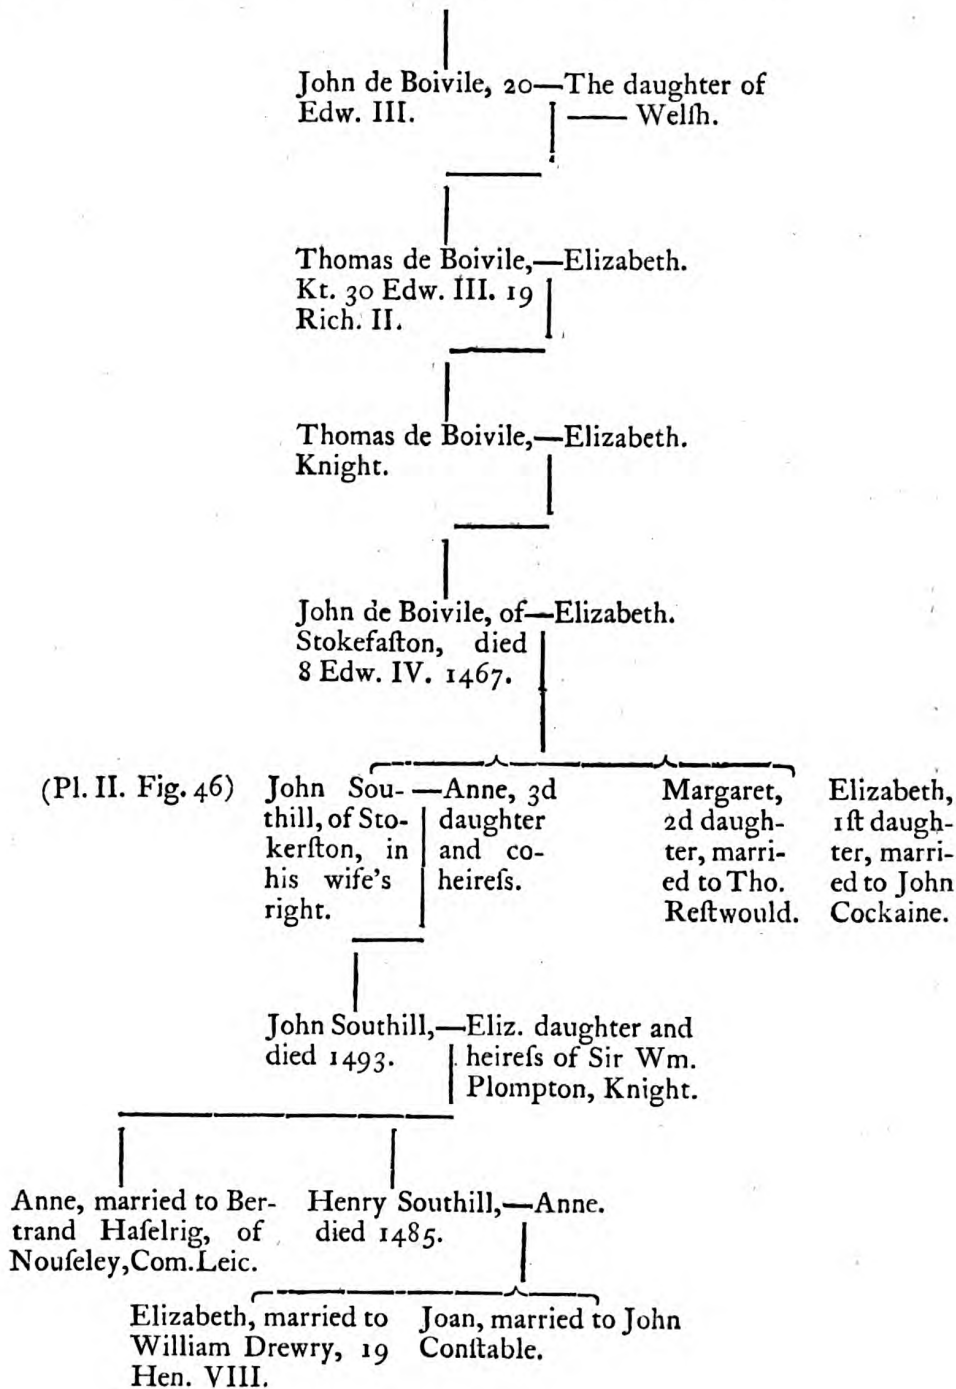 John de Boivile, 20—The daughter of
Edw. III. —— Welſh.
Thomas de Boivile,—Elizabeth.
Kt. 30 Edw. III. 19
Rich. II.
Thomas de Boivile,—Elizabeth.
Knight.
John de Boivile, of—Elizabeth.
Stokefaſton, died
8 Edw. IV. 1467.
(Pl. II. Fig. 46)
John Sou-
thill, of Sto-
kerſton, in
his wife's
right.
—Anne, 3d
daughter
and co-
heireſs.
Margaret,
2d daugh-
ter, marri-
ed to Tho.
Reſtwould.
Elizabeth,
1ſt daugh-
ter, marri-
ed to John
Cockaine.
John Southill,—Eliz. daughter and
died 1493. heireſs of Sir Wm.
Plompton, Knight.
Anne, married to Ber-
trand Haſelrig, of
Nouſeley, Com. Leic.
Henry Southill,—Anne.
died 1485.
Elizabeth, married to
William Drewry, 19
Hen. VIII.
Joan, married to John
Conſtable.